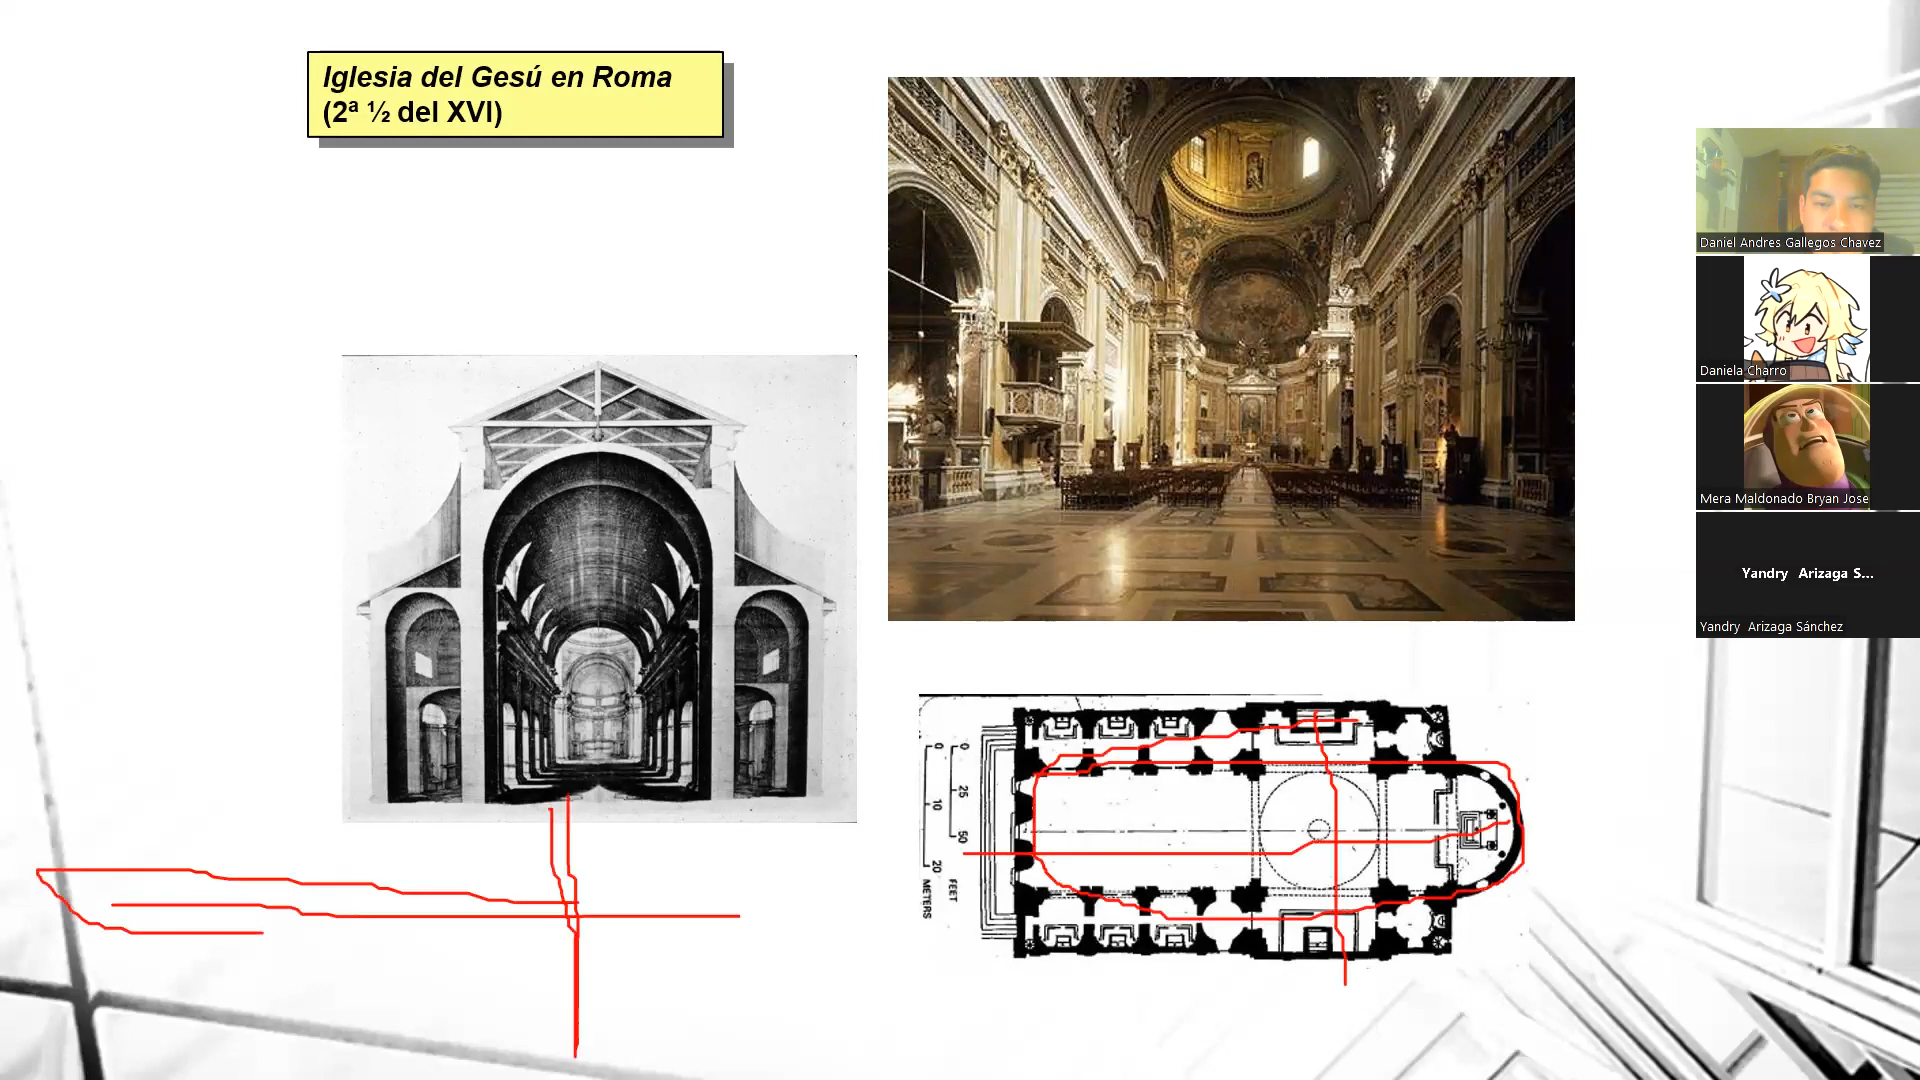 Iglesia del Gesú en Roma
(2ª ½ del XVI)
Daniel Andres Gallegos Chavez
Daniela Charro
Mera Maldonado Bryan Jose
Yandry Arizaga S...
Yandry Arizaga Sánchez
0 25 50 FEET
0 10 20 METERS